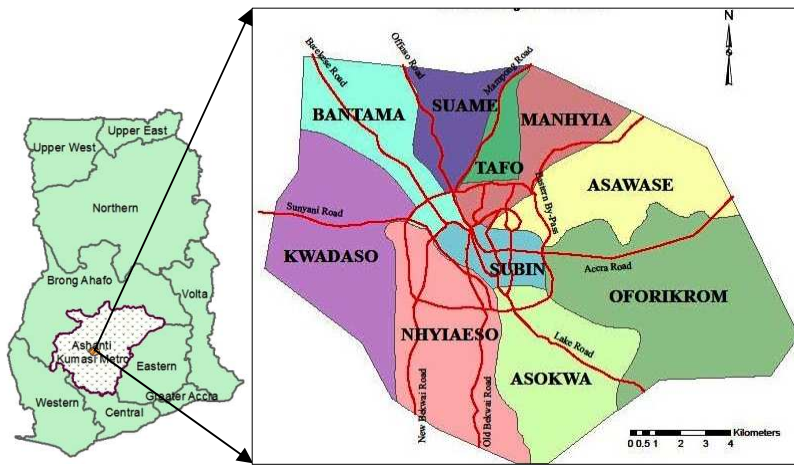 Upper East
Upper West
Northern
Brong Ahafo
Volta
Ashanti
Kumasi Metro
Eastern
Greater Accra
Western
Central
N
Barekese Road
Offinso Road
Mampong Road
BANTAMA
SUAME
MANHYIA
TAFO
ASAWASE
Eastern By-Pass
Sunyani Road
KWADASO
SUBIN
Accra Road
OFORIKROM
NHYIAESO
Lake Road
ASOKWA
New Bekwai Road
Old Bekwai Road
0 0.5 1 2 3 4 Kilometers